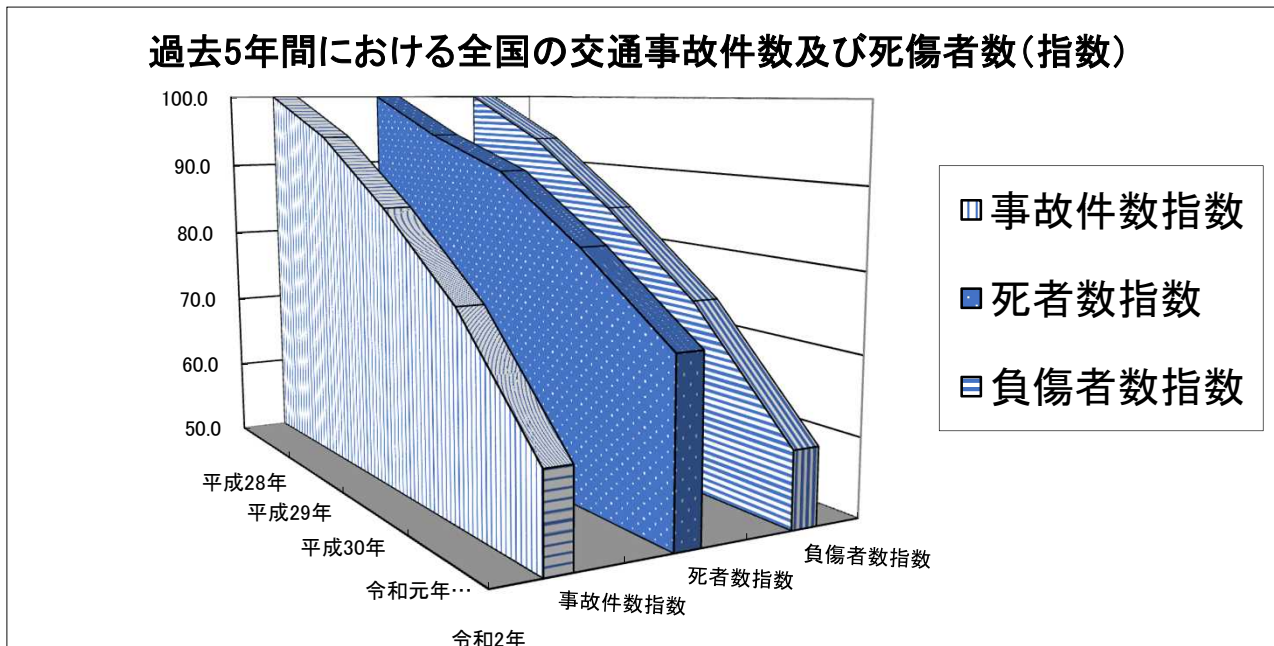 過去5年間における全国の交通事故件数及び死傷者数(指数)
100.0
90.0
80.0
70.0
60.0
50.0
平成28年
平成29年
平成30年
令和元年…
令和2年
事故件数指数
死者数指数
負傷者数指数
事故件数指数
死者数指数
負傷者数指数